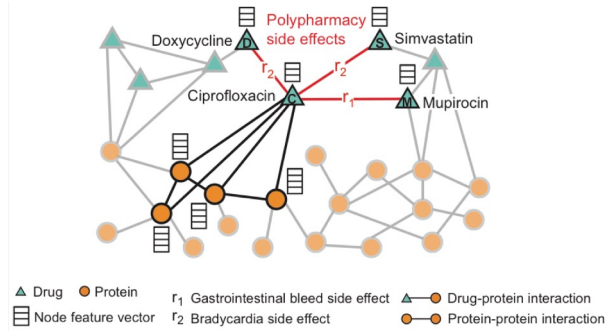 Polypharmacy
side effects
Doxycycline
D
S
Simvastatin
r2
r2
Ciprofloxacin
C
r1
M
Mupirocin
Drug
Protein
r1 Gastrointestinal bleed side effect
Drug-protein interaction
Node feature vector
r2 Bradycardia side effect
Protein-protein interaction